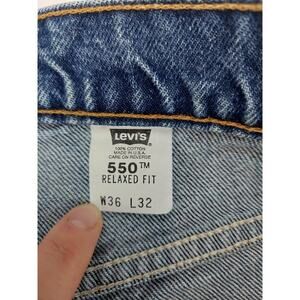 LEVI'S
100% COTTON
MADE IN U.S.A.
CARE ON REVERSE
550™
RELAXED FIT
W36 L32